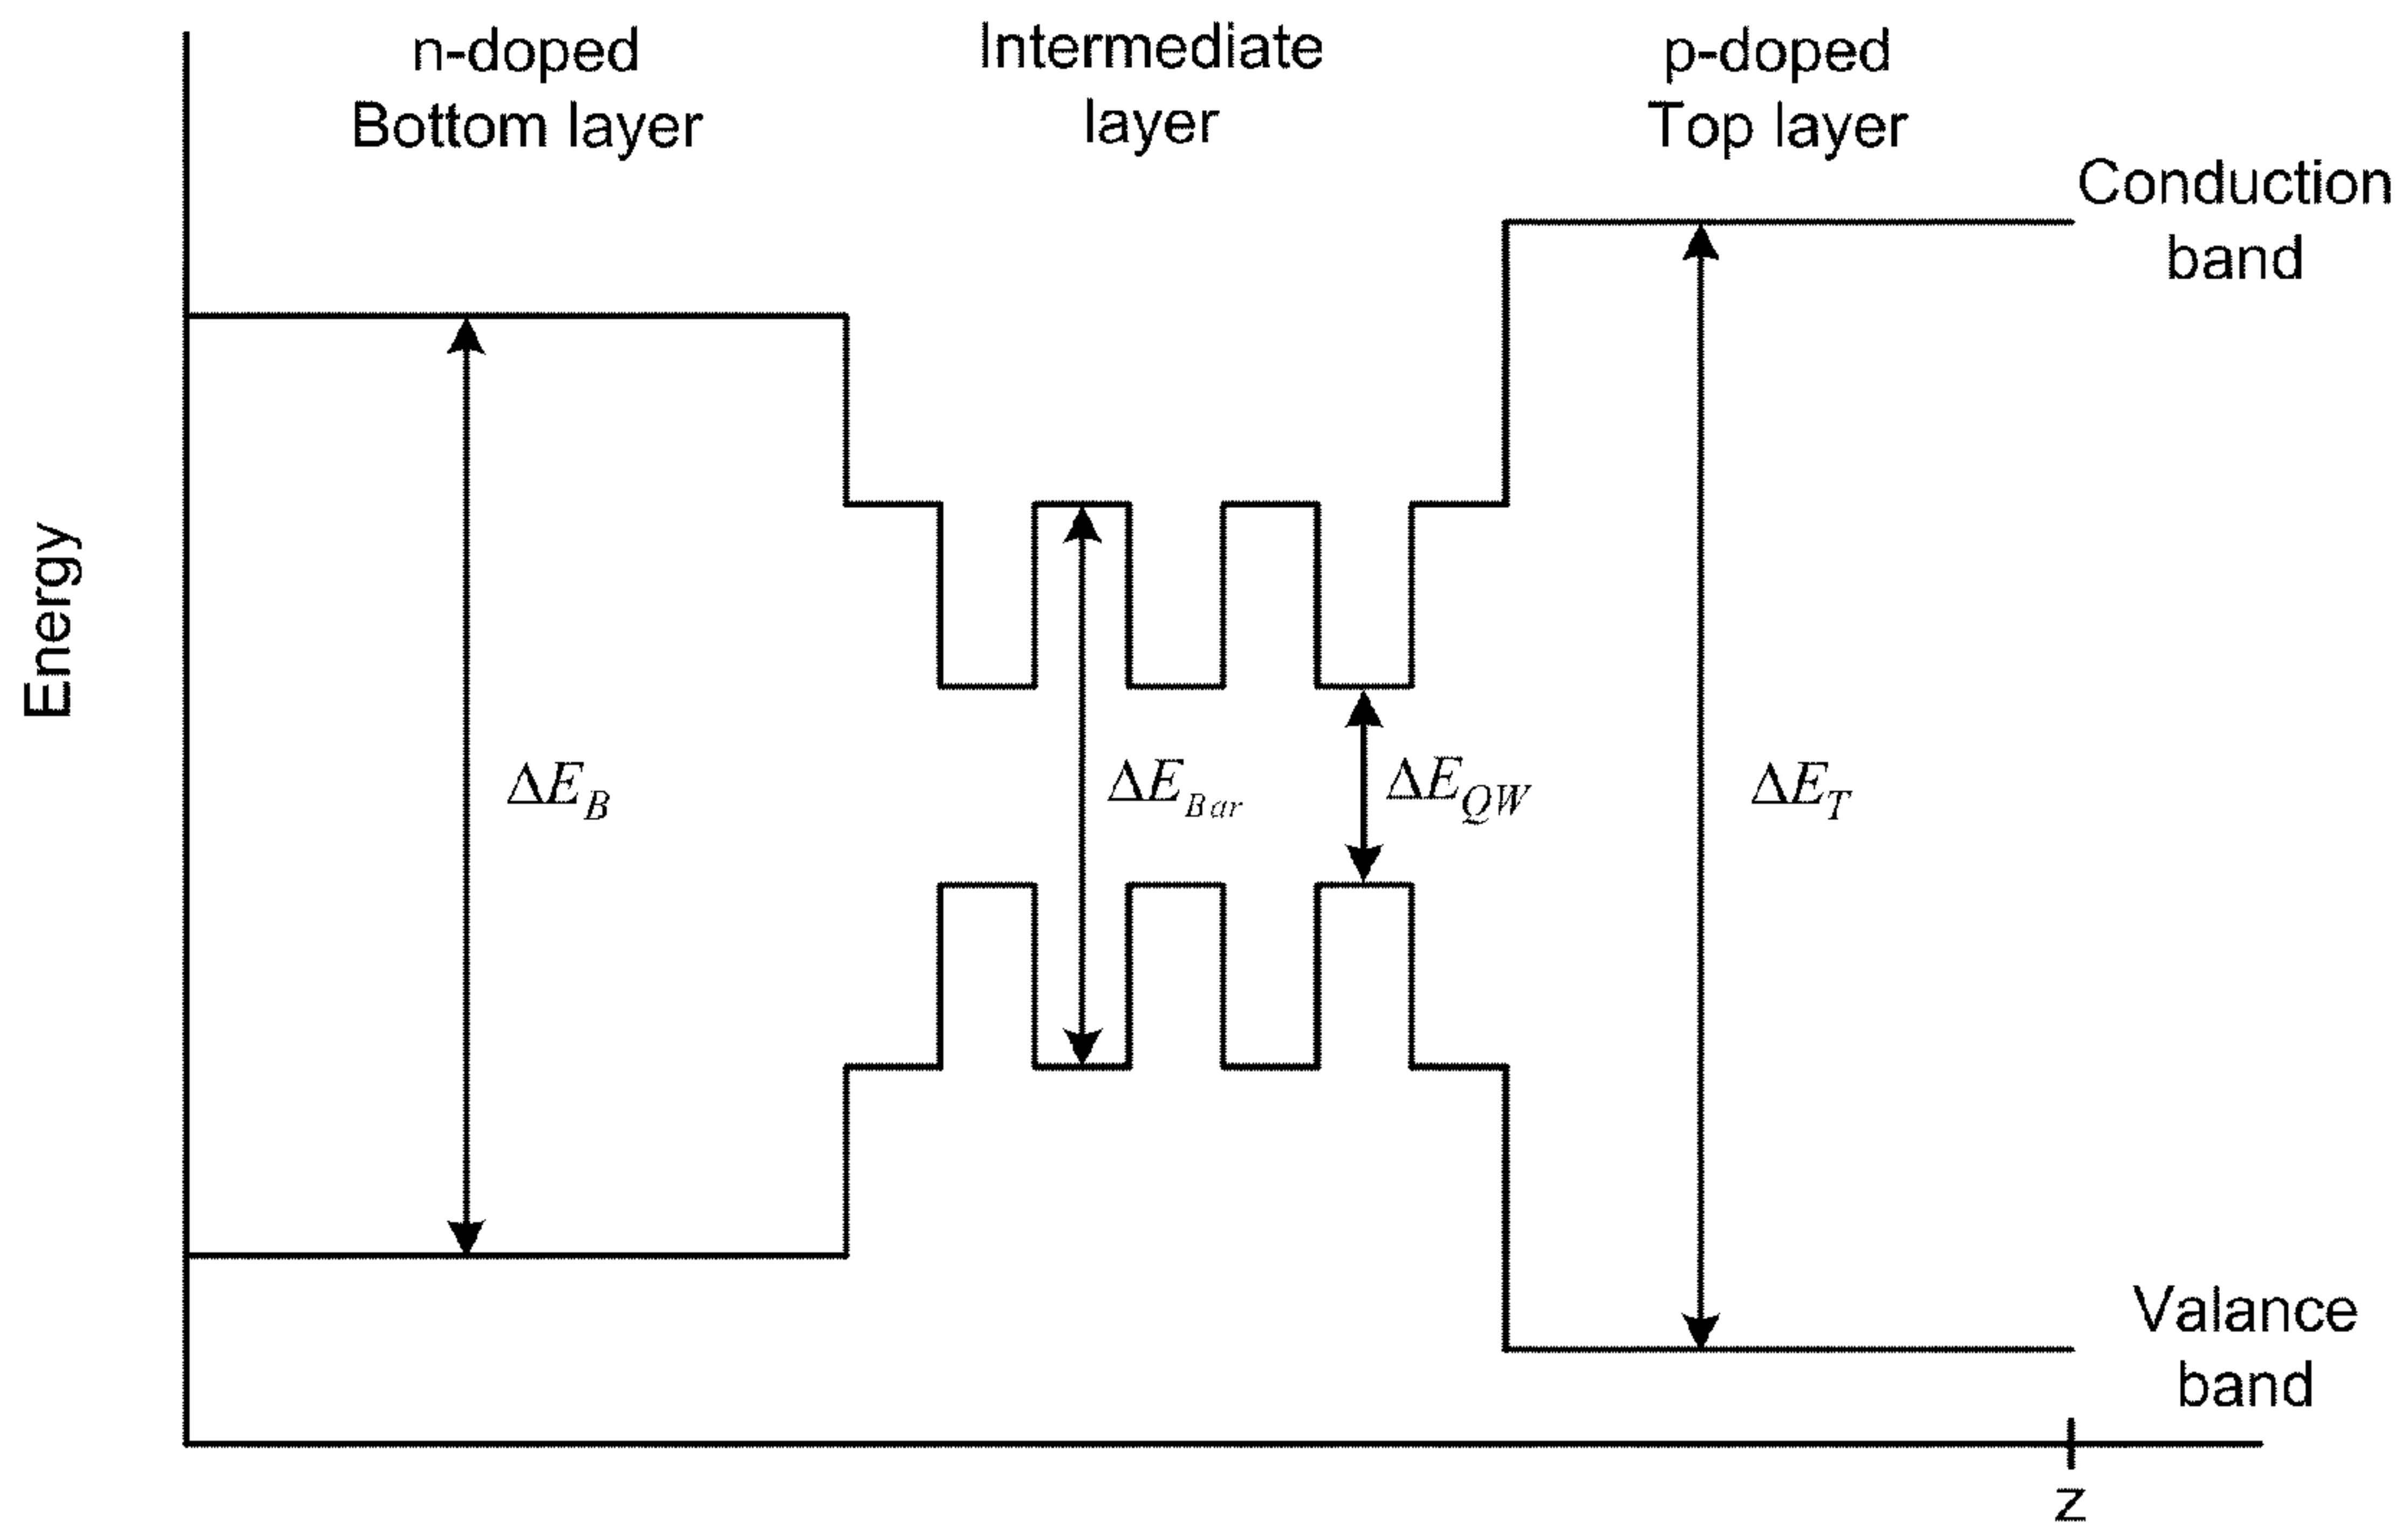 n-doped
Bottom layer
Intermediate
layer
p-doped
Top layer
Conduction
band
Energy
ΔE_B
ΔE_Bar
ΔE_QW
ΔE_T
Valance
band
z